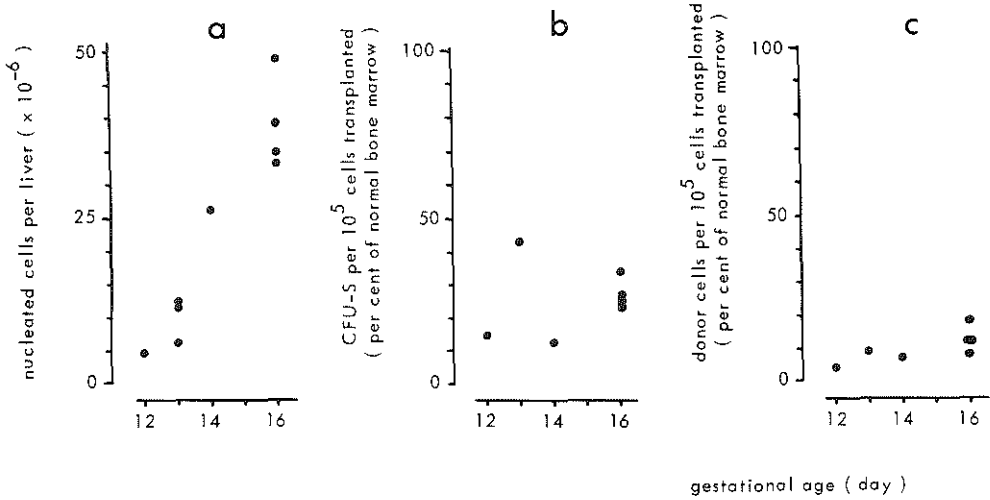 a
nucleated cells per liver ( × 10⁻⁶ )
50
25
0
12 14 16
b
CFU-S per 10⁵ cells transplanted
( per cent of normal bone marrow )
100
50
0
12 14 16
c
donor cells per 10⁵ cells transplanted
( per cent of normal bone marrow )
100
50
0
12 14 16
gestational age ( day )